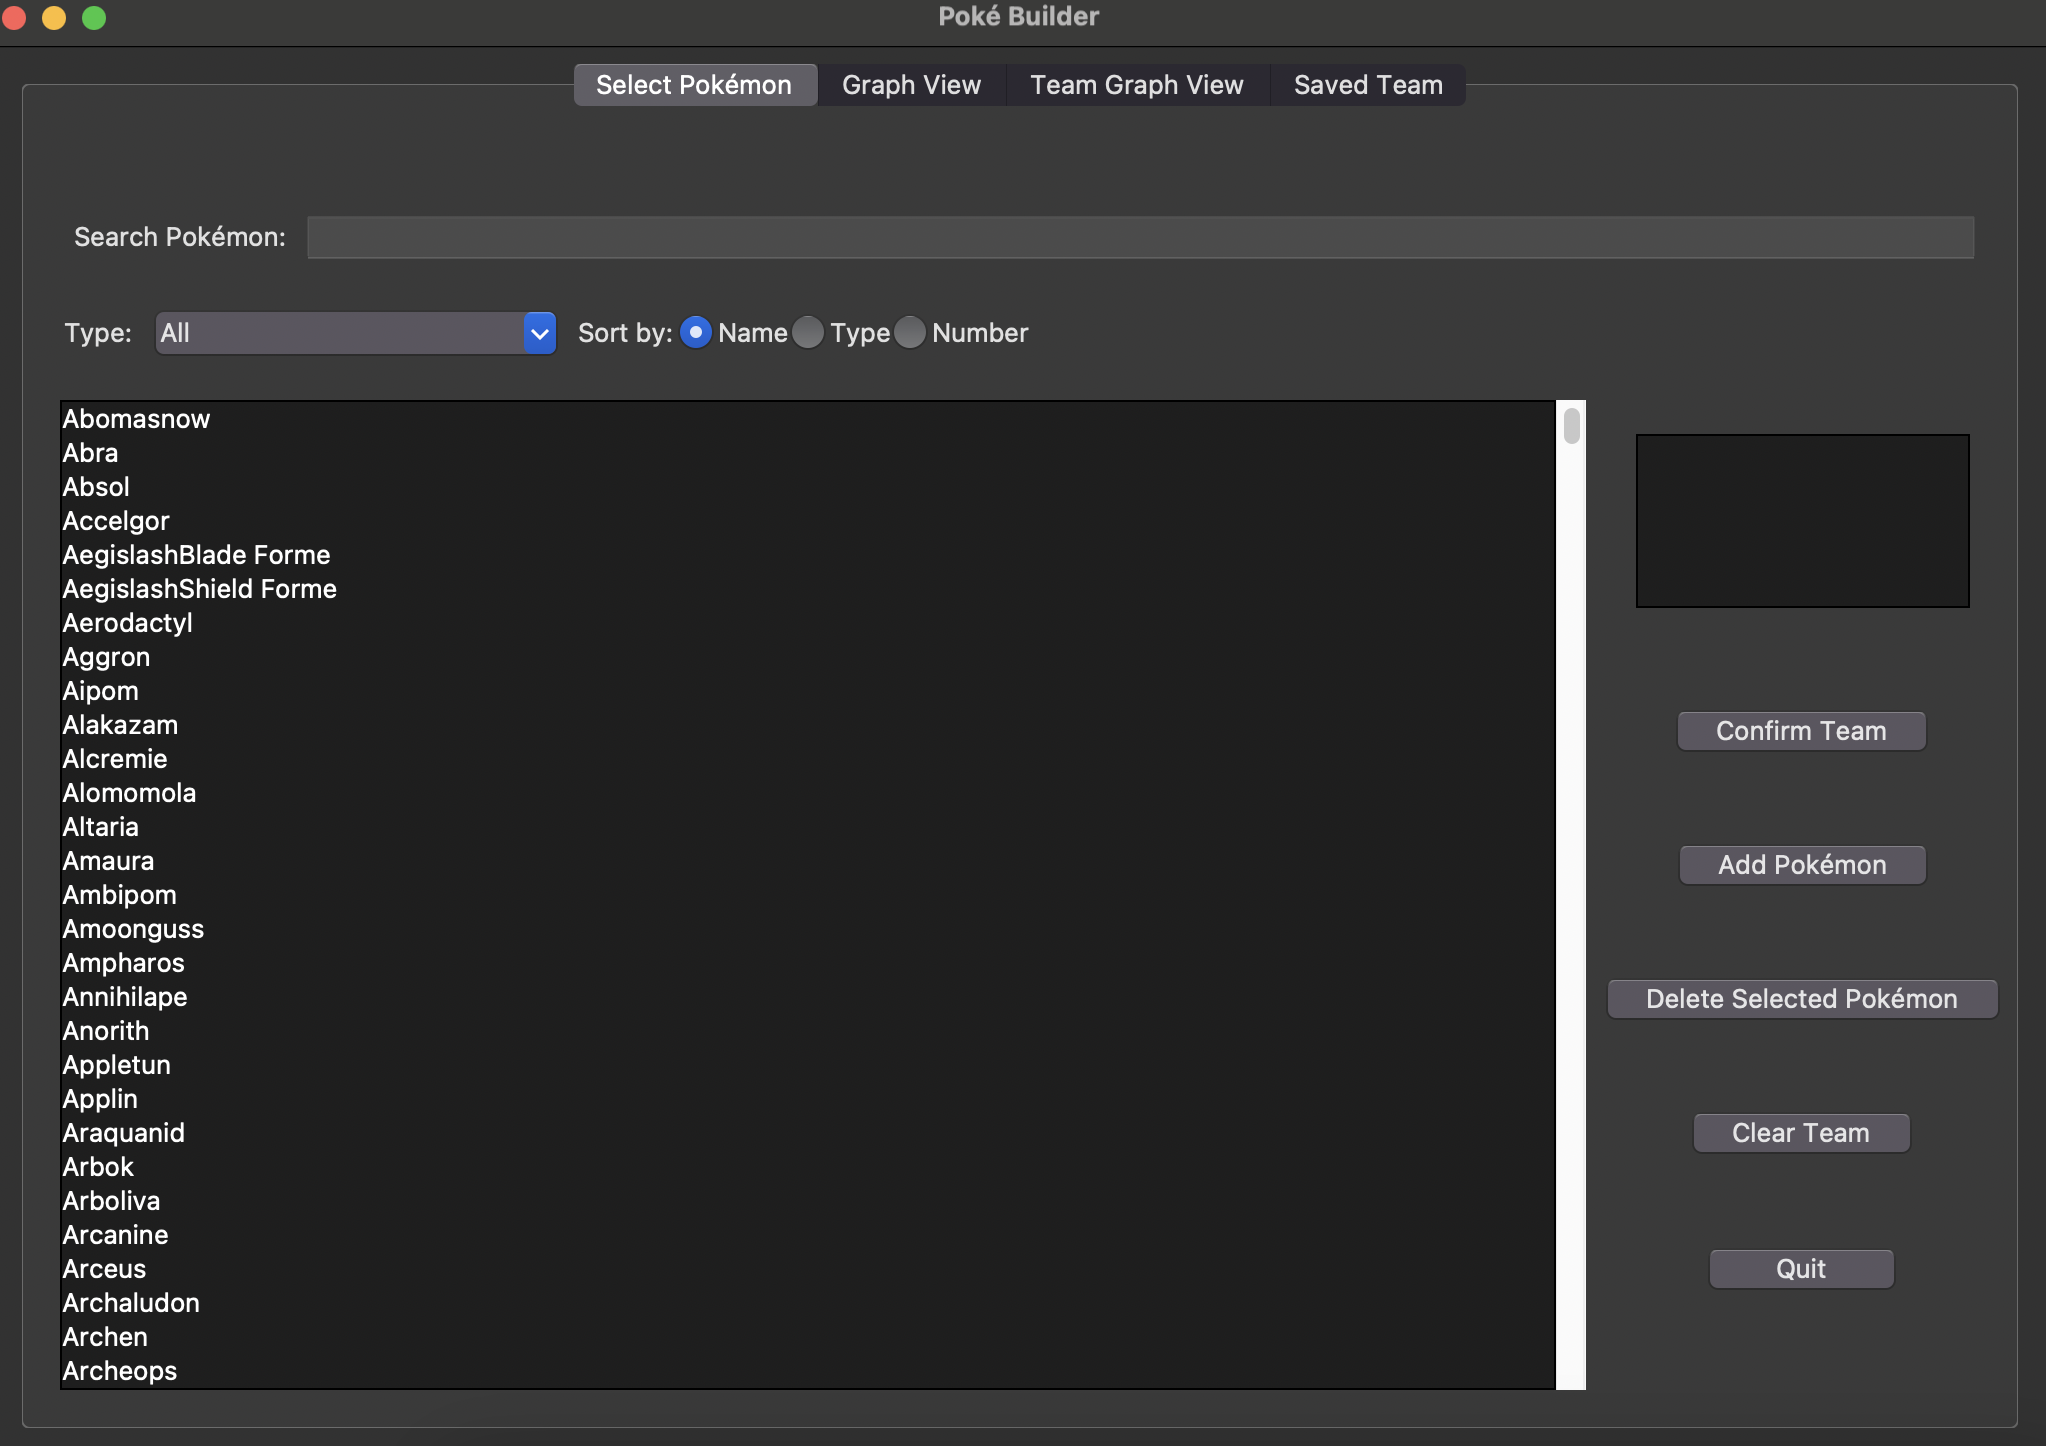 Poké Builder
Select Pokémon Graph View Team Graph View Saved Team
Search Pokémon:
Type: All Sort by: Name Type Number
Abomasnow
Abra
Absol
Accelgor
AegislashBlade Forme
AegislashShield Forme
Aerodactyl
Aggron
Aipom
Alakazam
Alcremie
Alomomola
Altaria
Amaura
Ambipom
Amoonguss
Ampharos
Annihilape
Anorith
Appletun
Applin
Araquanid
Arbok
Arboliva
Arcanine
Arceus
Archaludon
Archen
Archeops
Confirm Team
Add Pokémon
Delete Selected Pokémon
Clear Team
Quit